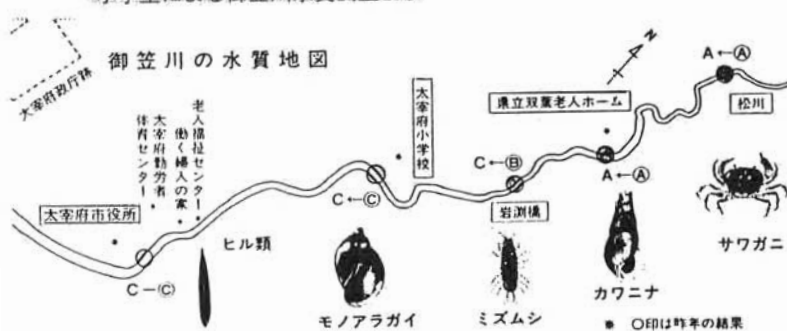 御笠川の水質地図
大宰府政庁跡
N
A←Ⓐ
松川
県立双葉老人ホーム
A←Ⓐ
太宰府小学校
C←Ⓑ
岩渕橋
C←Ⓒ
老人福祉センター
働く婦人の家
太宰府勤労者
体育センター
太宰府市役所
C←Ⓒ
ヒル類
モノアラガイ
ミズムシ
カワニナ
サワガニ
* ○印は昨年の結果